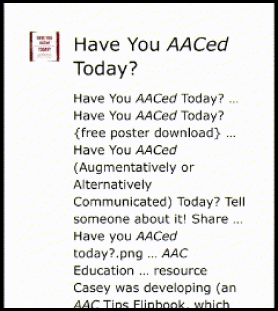 Have You AACed
Today?
Have You AACed Today? ...
Have You AACed Today?
{free poster download} ...
Have You AACed
(Augmentatively or
Alternatively
Communicated) Today? Tell
someone about it! Share ...
Have you AACed
today?.png ... AAC
Education ... resource
Casey was developing (an
AAC Tips Flipbook, which